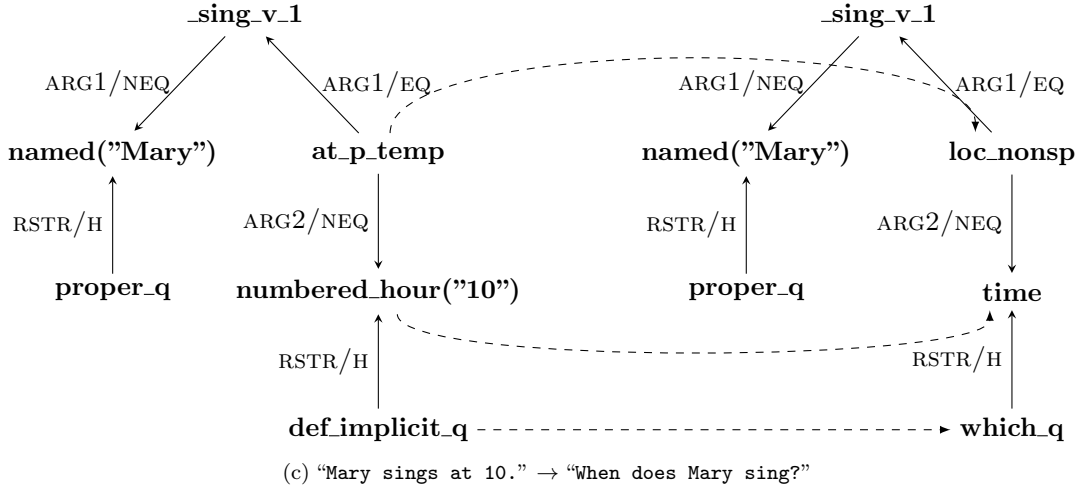 _sing_v_1 _sing_v_1
ARG1/NEQ ARG1/EQ ARG1/NEQ ARG1/EQ
named(”Mary”) at_p_temp named(”Mary”) loc_nonsp
RSTR/H ARG2/NEQ RSTR/H ARG2/NEQ
proper_q numbered_hour(”10”) proper_q time
RSTR/H RSTR/H
def_implicit_q which_q
(c) “Mary sings at 10.” → “When does Mary sing?”